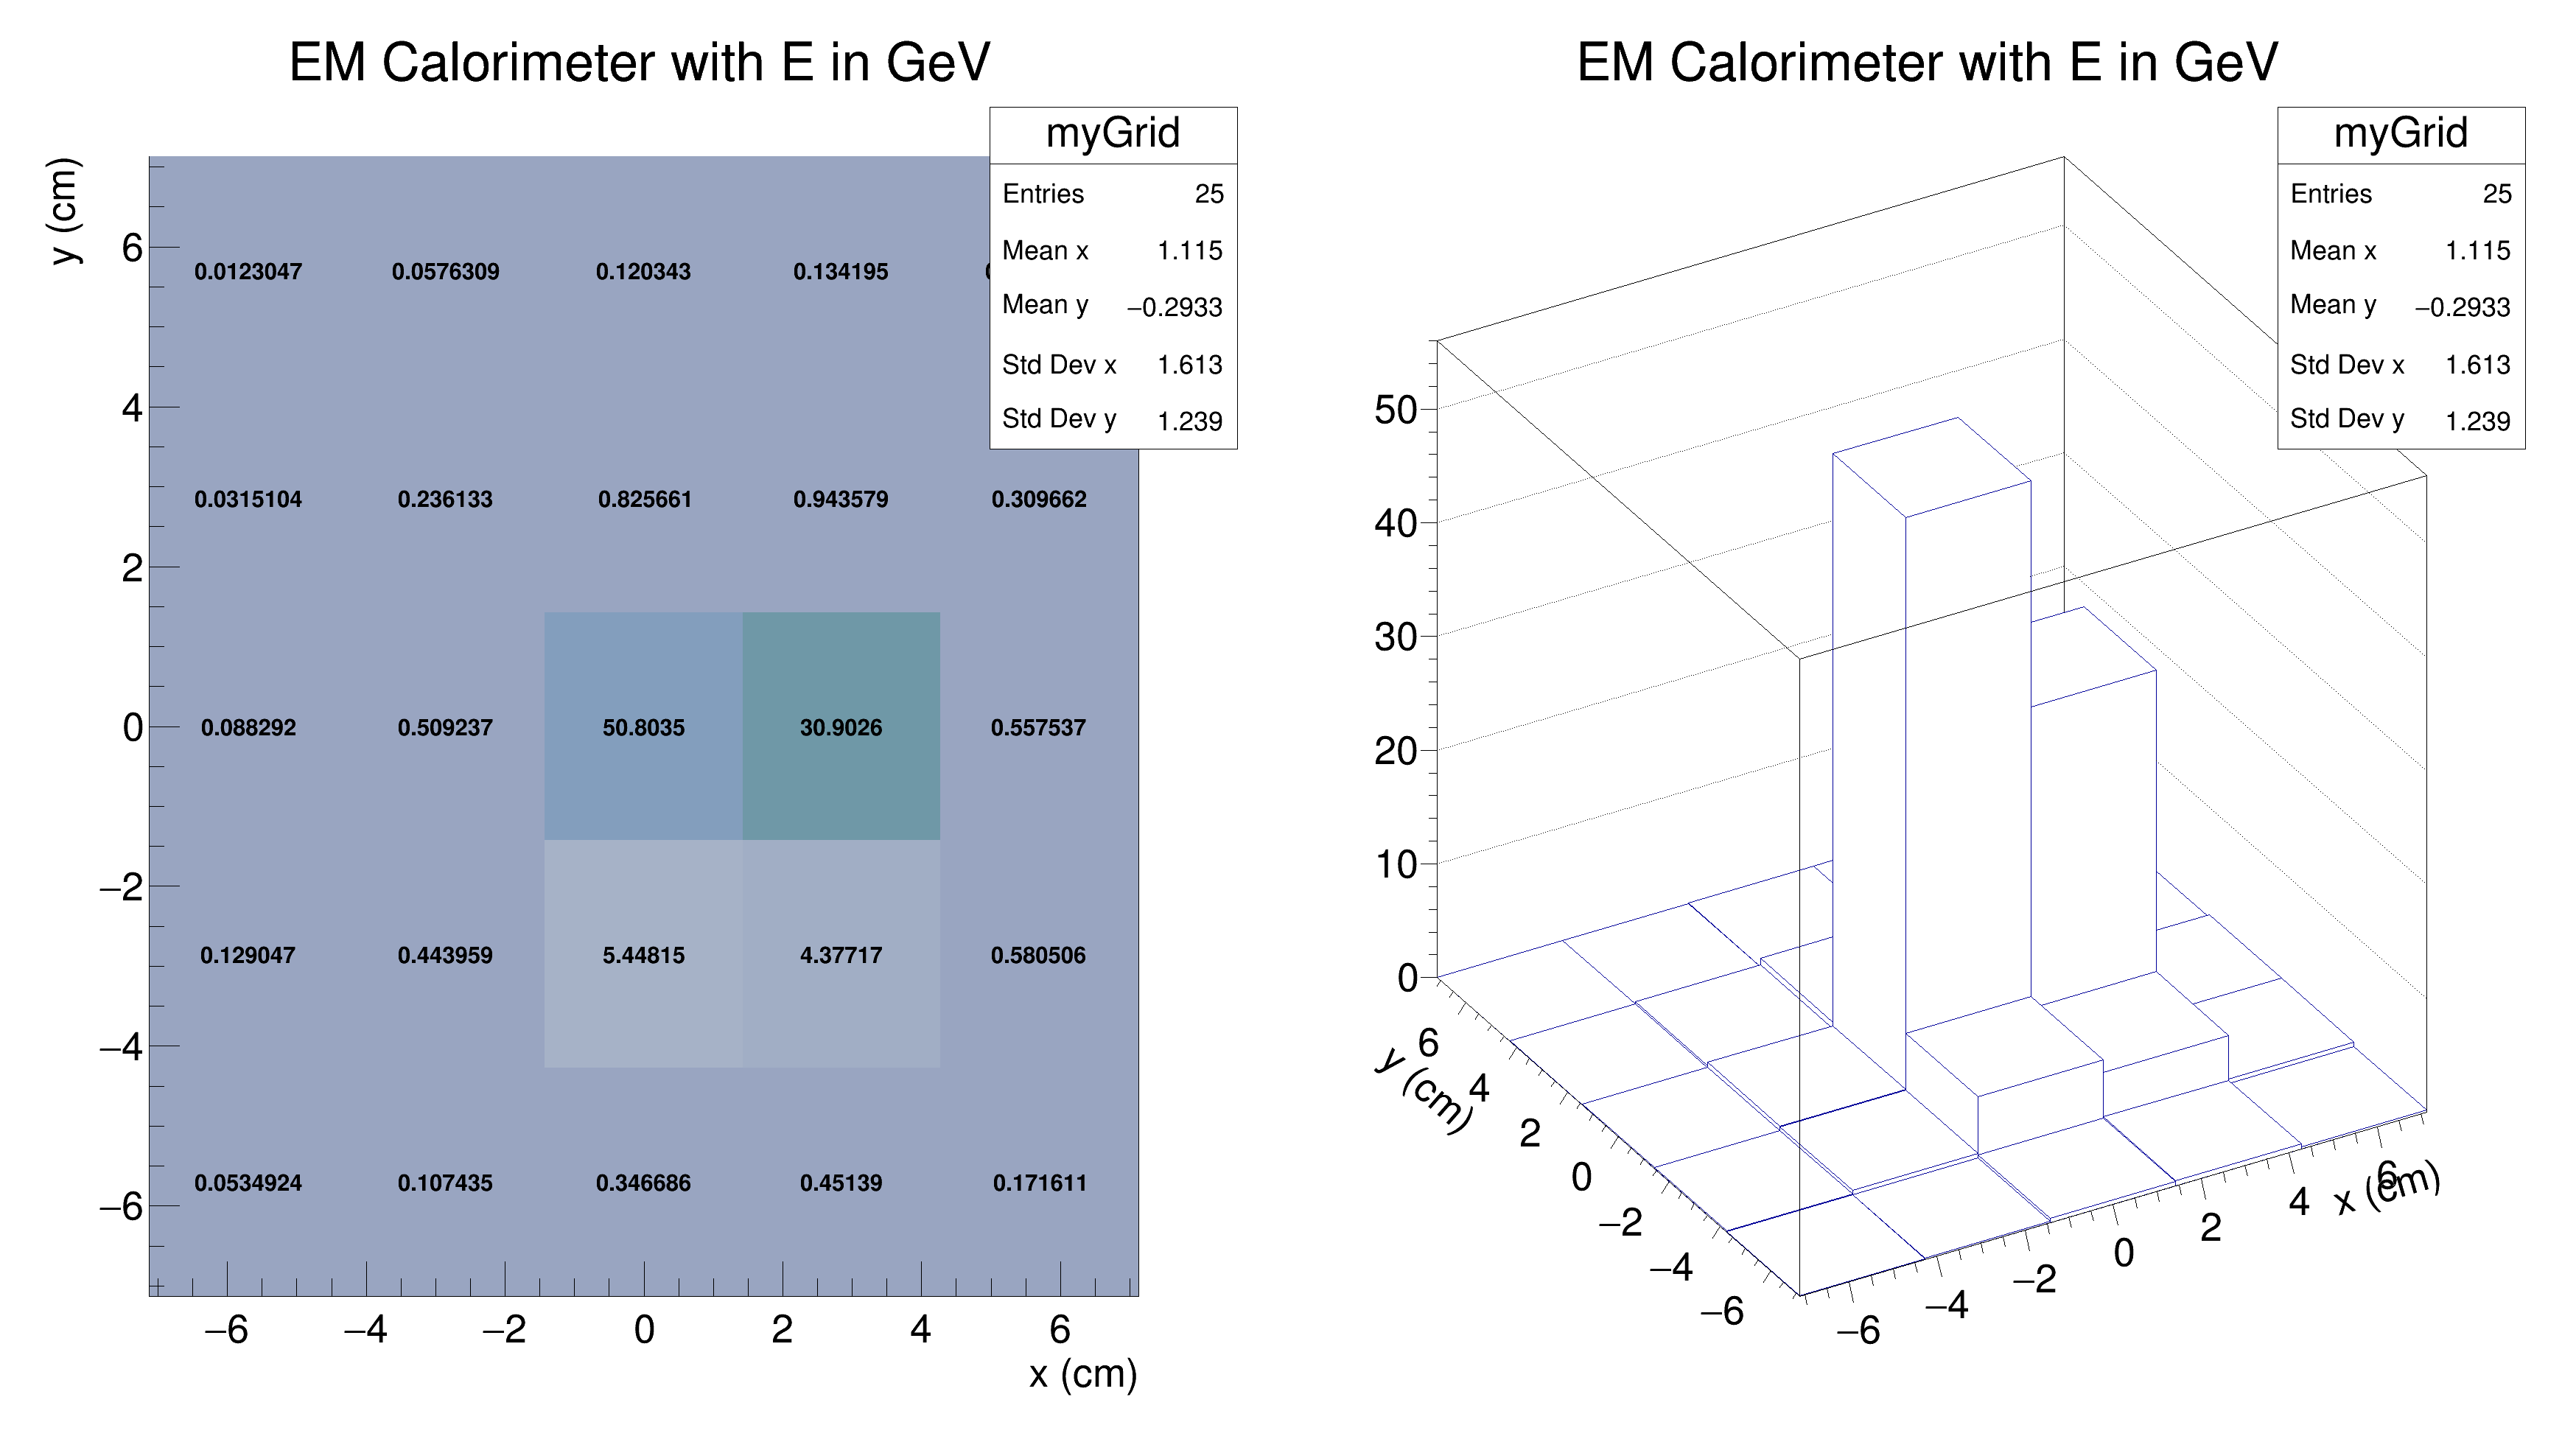 EM Calorimeter with E in GeV
myGrid
Entries 25
Mean x 1.115
Mean y −0.2933
Std Dev x 1.613
Std Dev y 1.239
y (cm)
6
4
2
0
−2
−4
−6
0.0123047 0.0576309 0.120343 0.134195
0.0315104 0.236133 0.825661 0.943579 0.309662
0.088292 0.509237 50.8035 30.9026 0.557537
0.129047 0.443959 5.44815 4.37717 0.580506
0.0534924 0.107435 0.346686 0.45139 0.171611
−6 −4 −2 0 2 4 6
x (cm)
EM Calorimeter with E in GeV
myGrid
Entries 25
Mean x 1.115
Mean y −0.2933
Std Dev x 1.613
Std Dev y 1.239
50
40
30
20
10
0
y (cm)
6
4
2
0
−2
−4
−6
−6 −4 −2 0 2 4 6
x (cm)